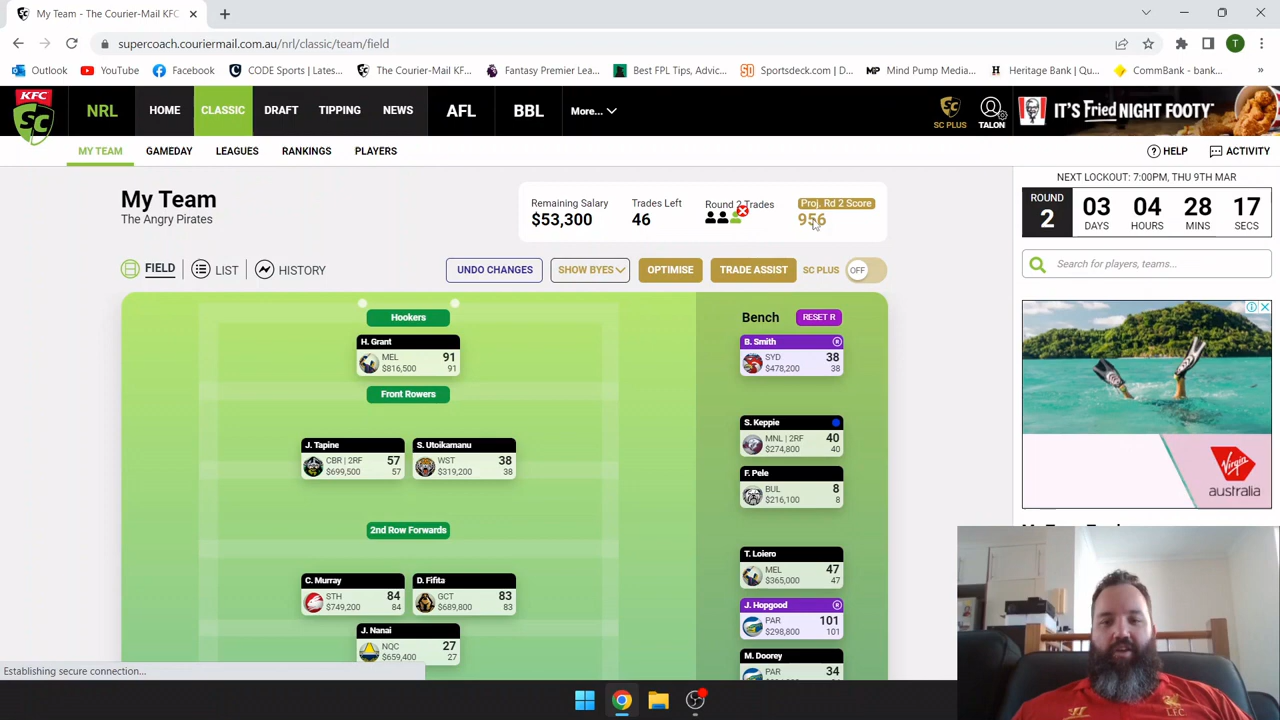 My Team - The Courier-Mail KFC
supercoach.couriermail.com.au/nrl/classic/team/field
T
Outlook YouTube Facebook CODE Sports | Lates... The Courier-Mail KF... Fantasy Premier Lea... Best FPL Tips, Advic... Sportsdeck.com | D... MP Mind Pump Media... H Heritage Bank | Qu... CommBank - bank... »
KFC
SC
NRL HOME CLASSIC DRAFT TIPPING NEWS AFL BBL More...
SC PLUS TALON
KFC IT'S Fried NIGHT FOOTY
MY TEAM GAMEDAY LEAGUES RANKINGS PLAYERS
HELP ACTIVITY
My Team
The Angry Pirates
Remaining Salary
$53,300
Trades Left
46
Round 2 Trades
Proj. Rd 2 Score
956
NEXT LOCKOUT: 7:00PM, THU 9TH MAR
ROUND
2
03 04 28 17
DAYS HOURS MINS SECS
FIELD LIST HISTORY
UNDO CHANGES SHOW BYES OPTIMISE TRADE ASSIST SC PLUS OFF
Search for players, teams...
Hookers
H. Grant
MEL 91
$816,500 91
Front Rowers
J. Tapine
CBR | 2RF 57
$699,500 57
S. Utoikamanu
WST 38
$319,200 38
2nd Row Forwards
C. Murray
STH 84
$749,200 84
D. Fifita
GCT 83
$689,800 83
J. Nanai
NQC 27
$659,400 27
Bench RESET R
B. Smith R
SYD 38
$478,200 38
S. Keppie
MNL | 2RF 40
$274,800 40
F. Pele
BUL 8
$216,100 8
T. Loiero
MEL 47
$365,000 47
J. Hopgood R
PAR 101
$298,800 101
M. Doorey
PAR 34
virgin
australia
Establishing secure connection...
L.F.C.